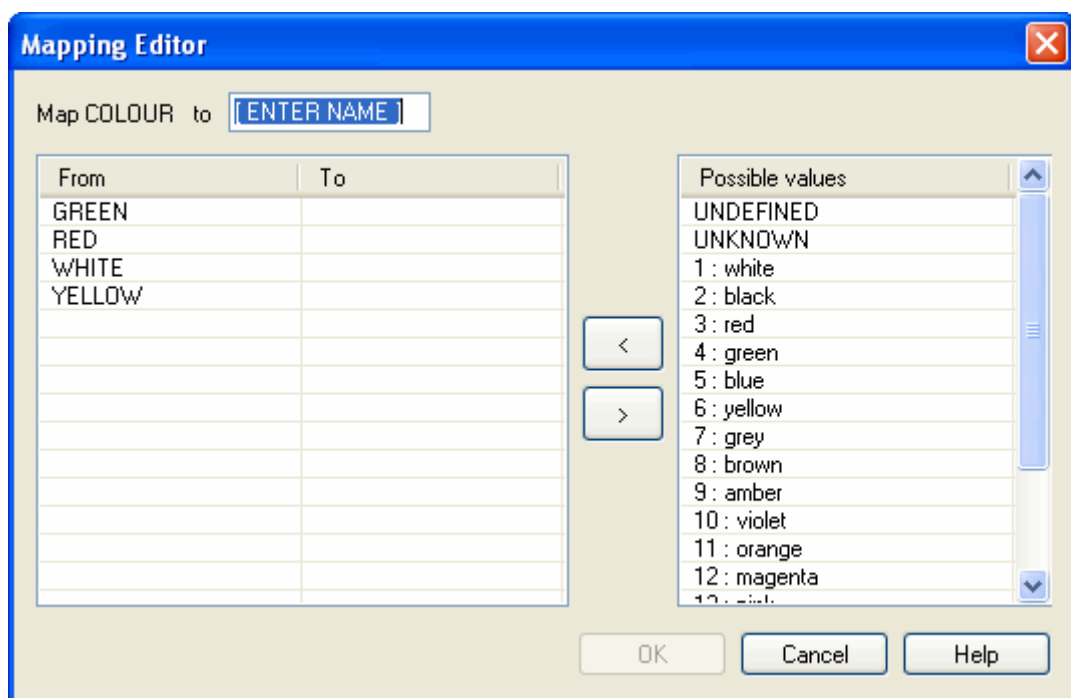 Mapping Editor
Map COLOUR to [ ENTER NAME ]
From To
GREEN
RED
WHITE
YELLOW
<
>
Possible values
UNDEFINED
UNKNOWN
1 : white
2 : black
3 : red
4 : green
5 : blue
6 : yellow
7 : grey
8 : brown
9 : amber
10 : violet
11 : orange
12 : magenta
OK Cancel Help